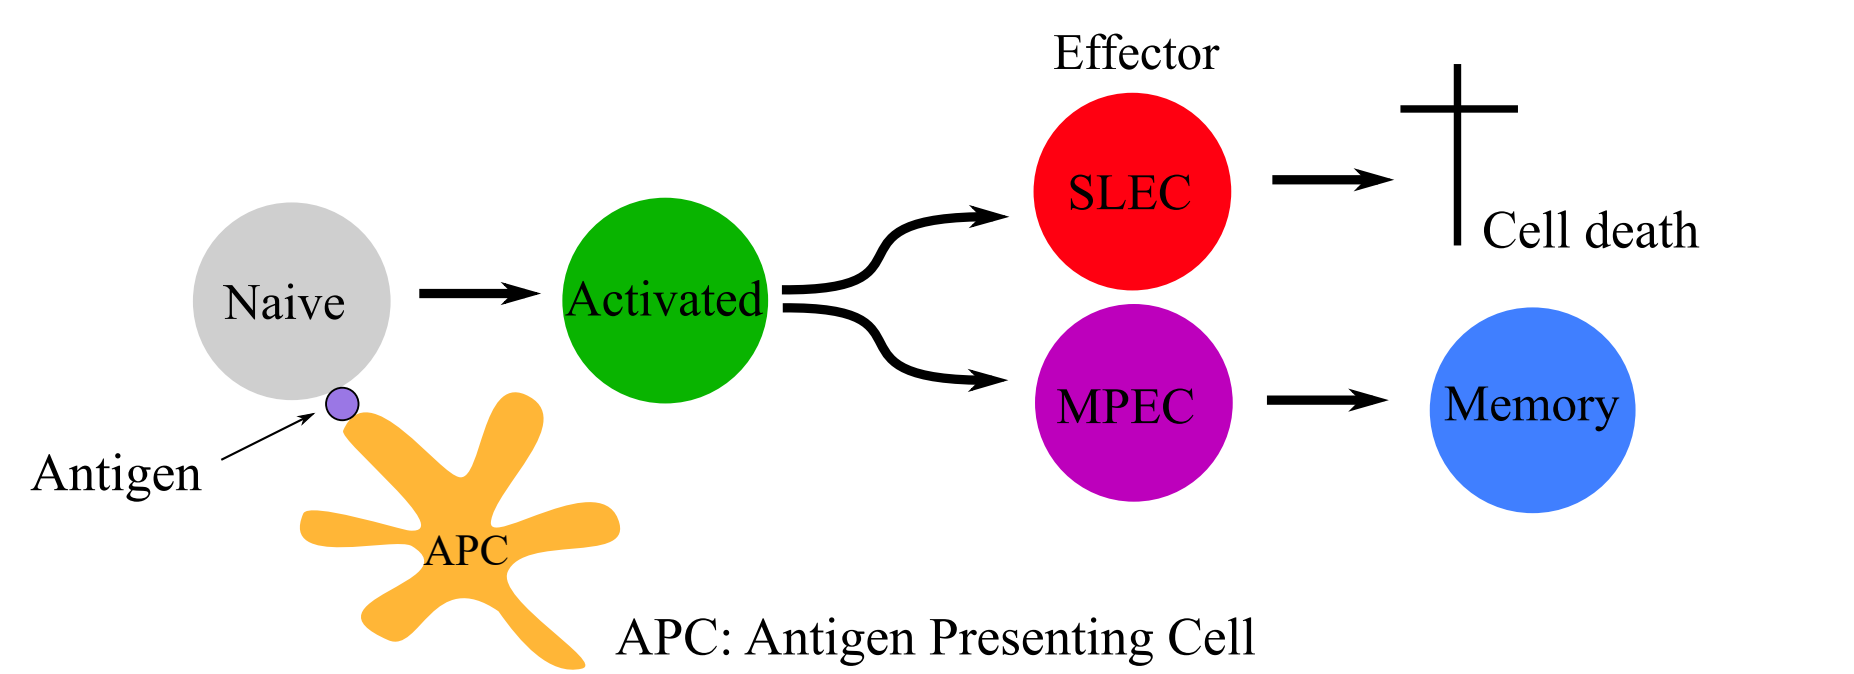 Effector
SLEC
Cell death
Naive
Activated
MPEC
Memory
Antigen
APC
APC: Antigen Presenting Cell